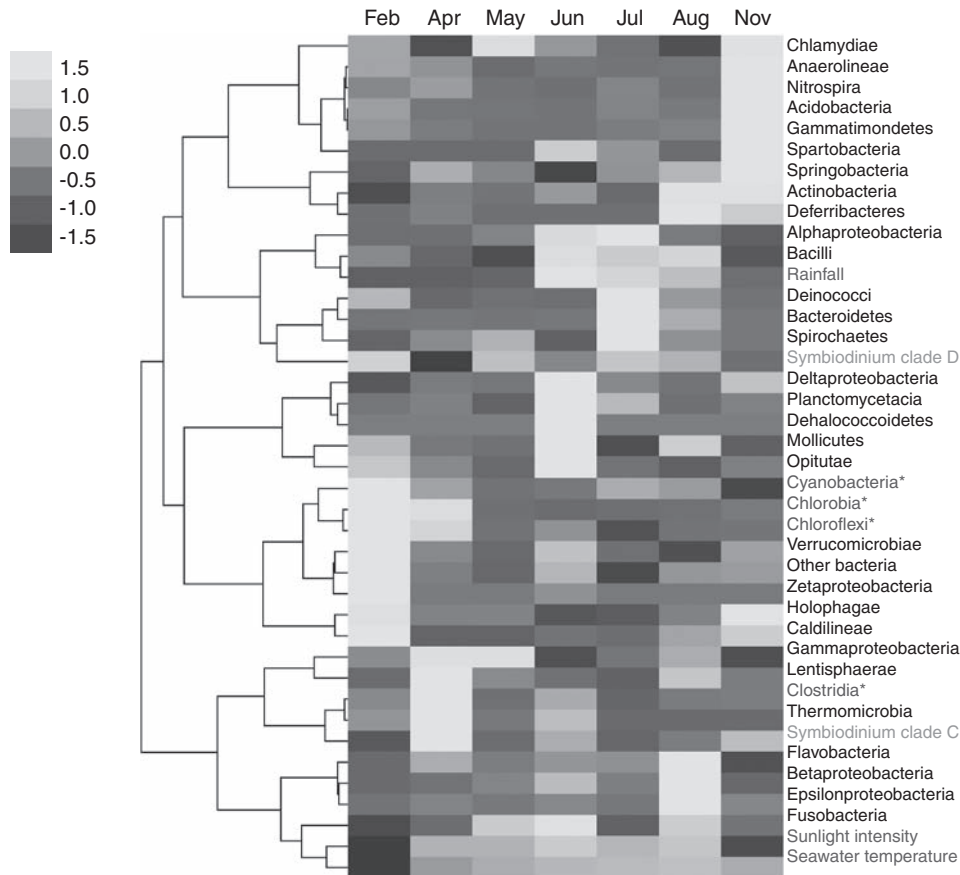 Feb Apr May Jun Jul Aug Nov
1.5
1.0
0.5
0.0
-0.5
-1.0
-1.5
Chlamydiae
Anaerolineae
Nitrospira
Acidobacteria
Gammatimondetes
Spartobacteria
Springobacteria
Actinobacteria
Deferribacteres
Alphaproteobacteria
Bacilli
Rainfall
Deinococci
Bacteroidetes
Spirochaetes
Symbiodinium clade D
Deltaproteobacteria
Planctomycetacia
Dehalococcoidetes
Mollicutes
Opitutae
Cyanobacteria*
Chlorobia*
Chloroflexi*
Verrucomicrobiae
Other bacteria
Zetaproteobacteria
Holophagae
Caldilineae
Gammaproteobacteria
Lentisphaerae
Clostridia*
Thermomicrobia
Symbiodinium clade C
Flavobacteria
Betaproteobacteria
Epsilonproteobacteria
Fusobacteria
Sunlight intensity
Seawater temperature